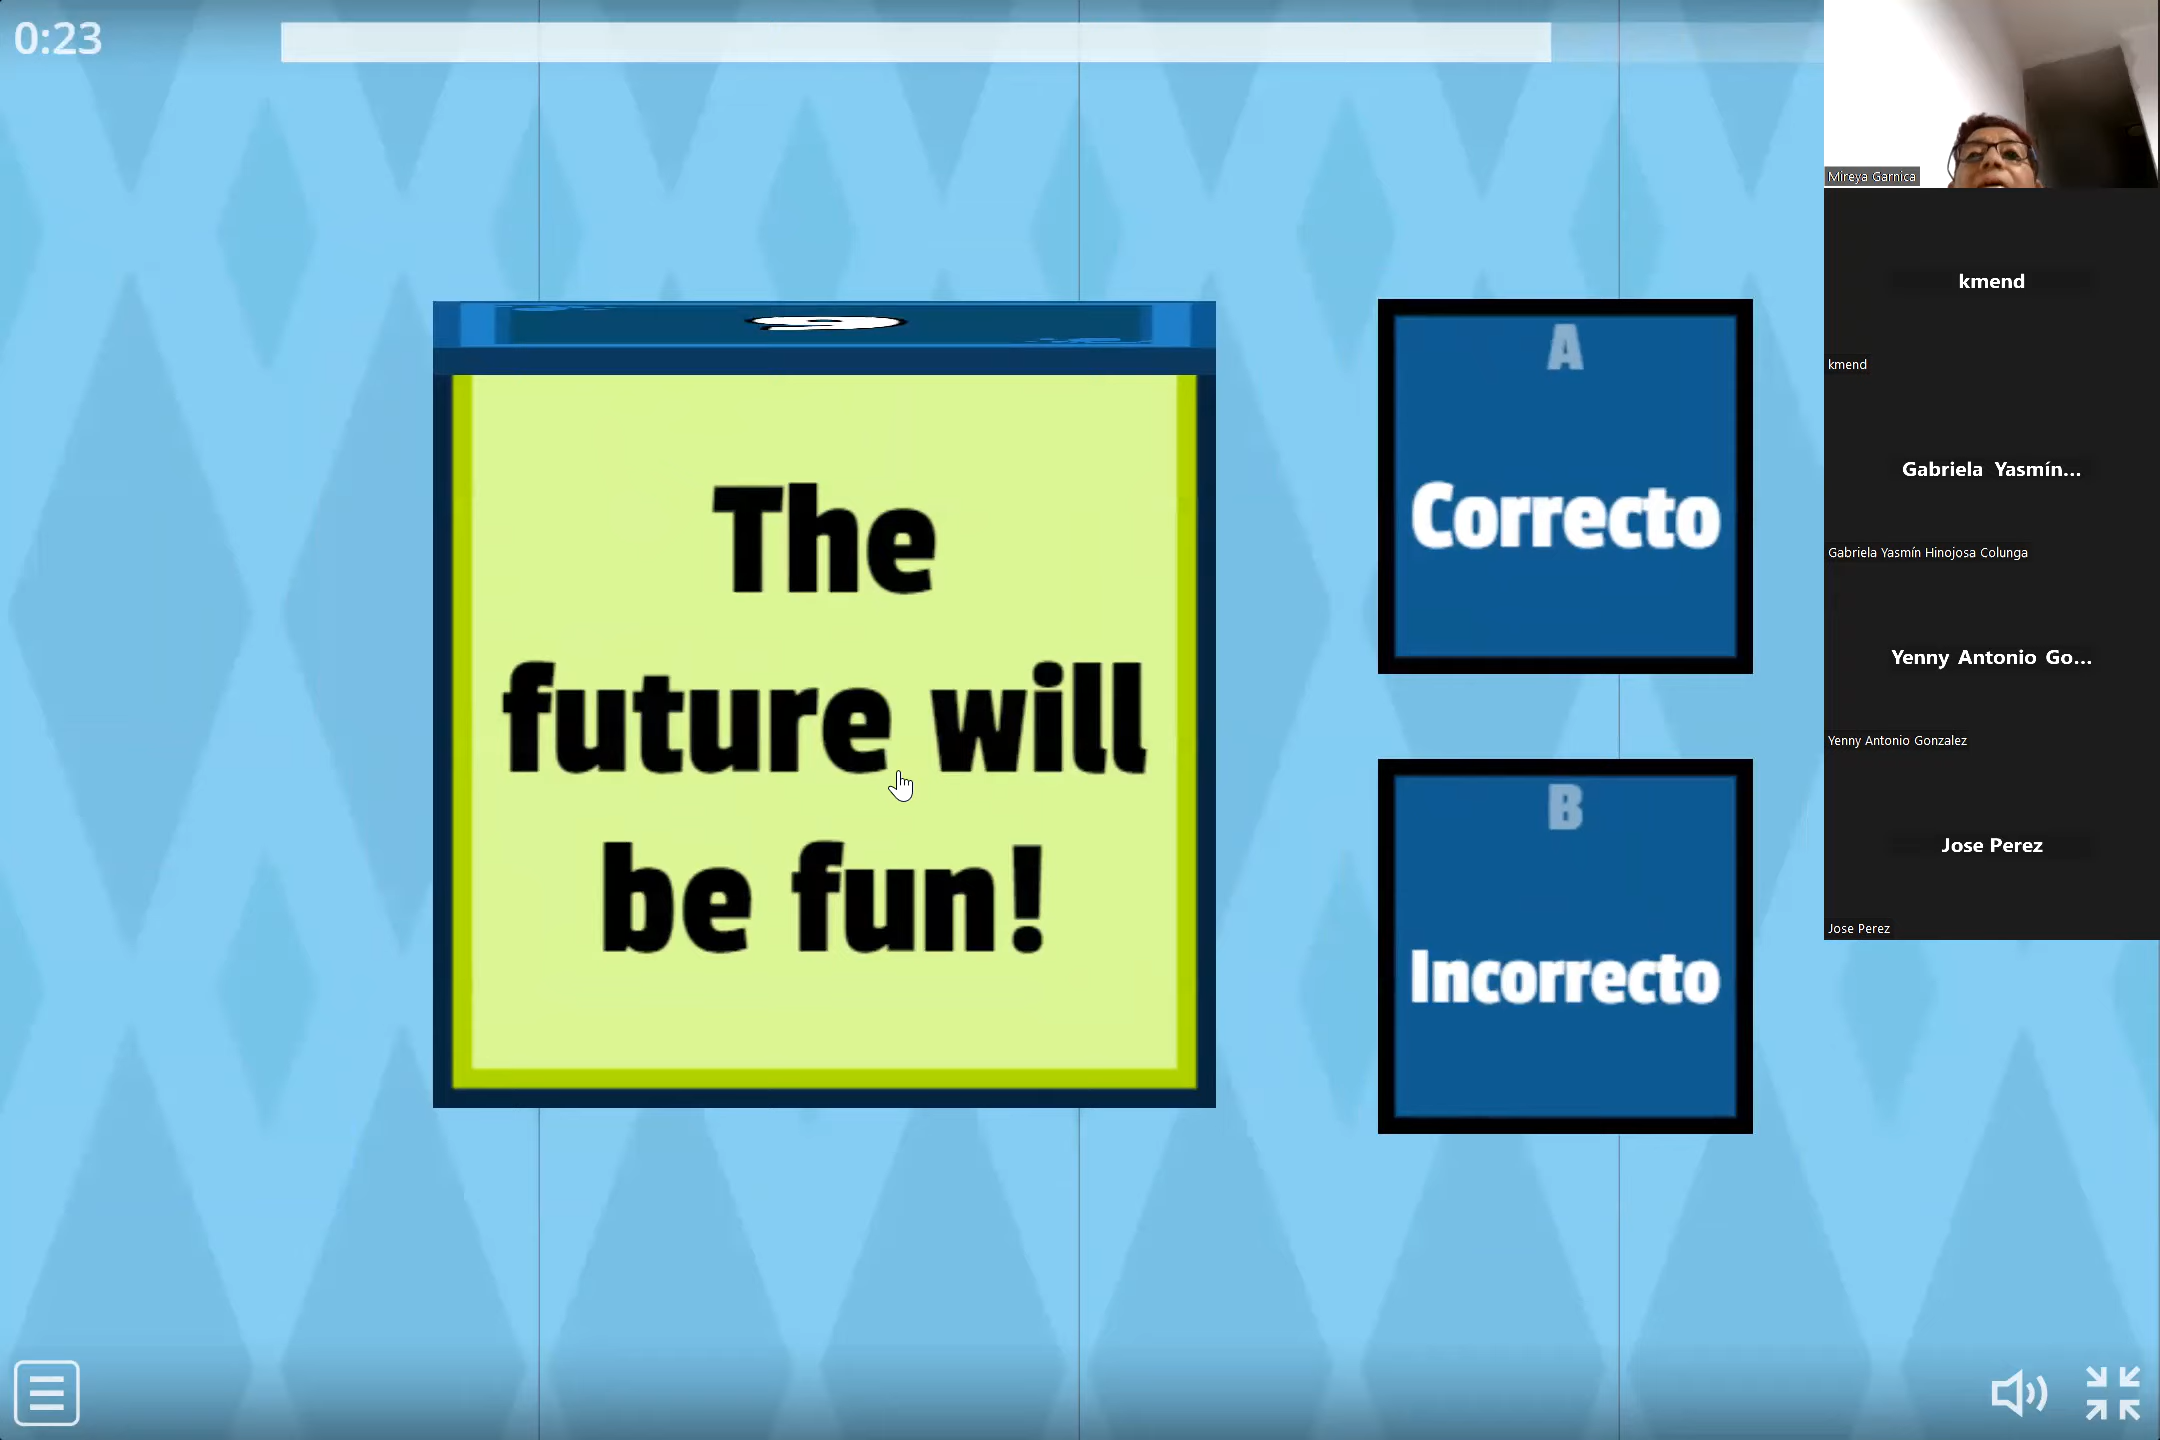 0:23
The
future will
be fun!
A
Correcto
B
Incorrecto
Mireya Garnica
kmend
kmend
Gabriela Yasmín...
Gabriela Yasmín Hinojosa Colunga
Yenny Antonio Go...
Yenny Antonio Gonzalez
Jose Perez
Jose Perez